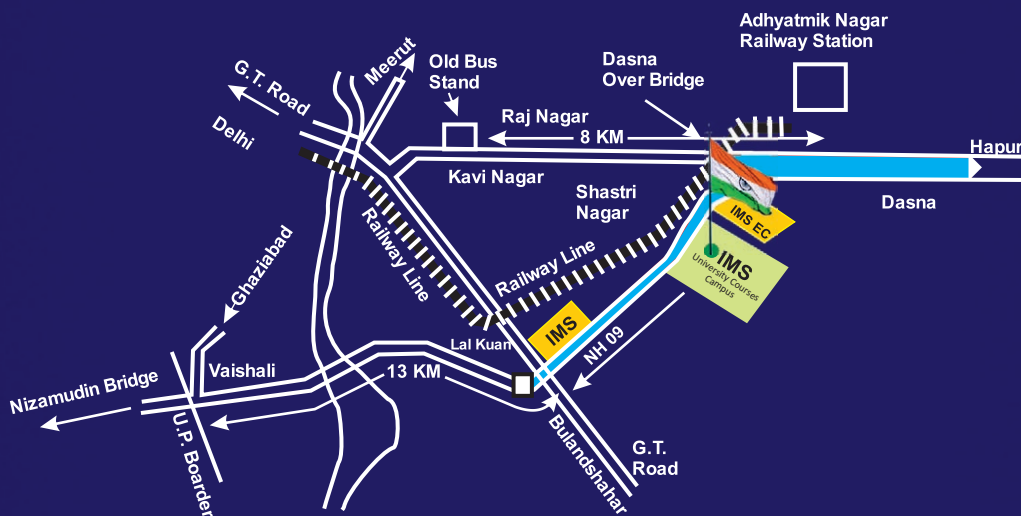 Adhyatmik Nagar
Railway Station
Meerut
Old Bus
Stand
Dasna
Over Bridge
G.T. Road
Delhi
Raj Nagar
8 KM
Hapur
Kavi Nagar
Shastri
Nagar
Dasna
IMS EC
Railway Line
Railway Line
IMS
University Courses
Campus
Ghaziabad
IMS
NH 09
Lal Kuan
Vaishali
13 KM
Nizamudin Bridge
U.P. Boarder
Bulandshahar
G.T.
Road